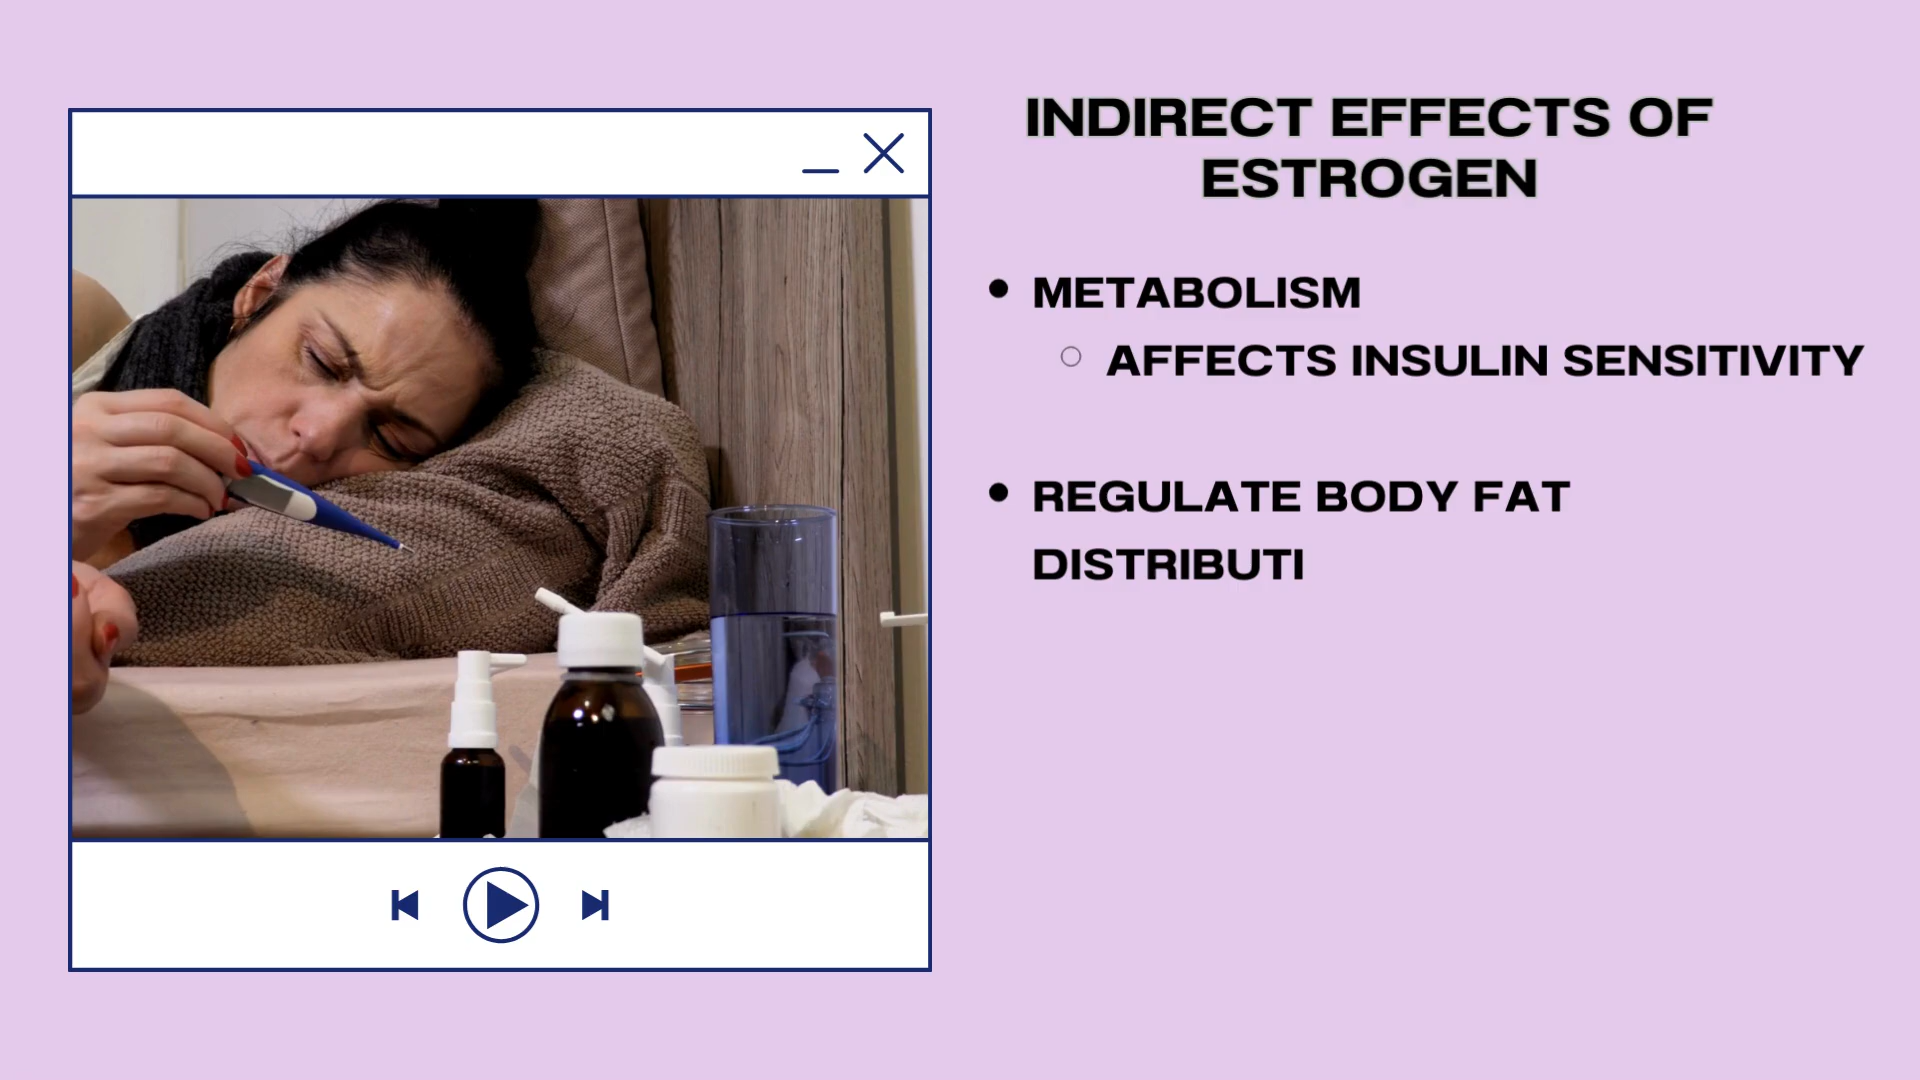 INDIRECT EFFECTS OF
ESTROGEN
METABOLISM
AFFECTS INSULIN SENSITIVITY
REGULATE BODY FAT
DISTRIBUTI